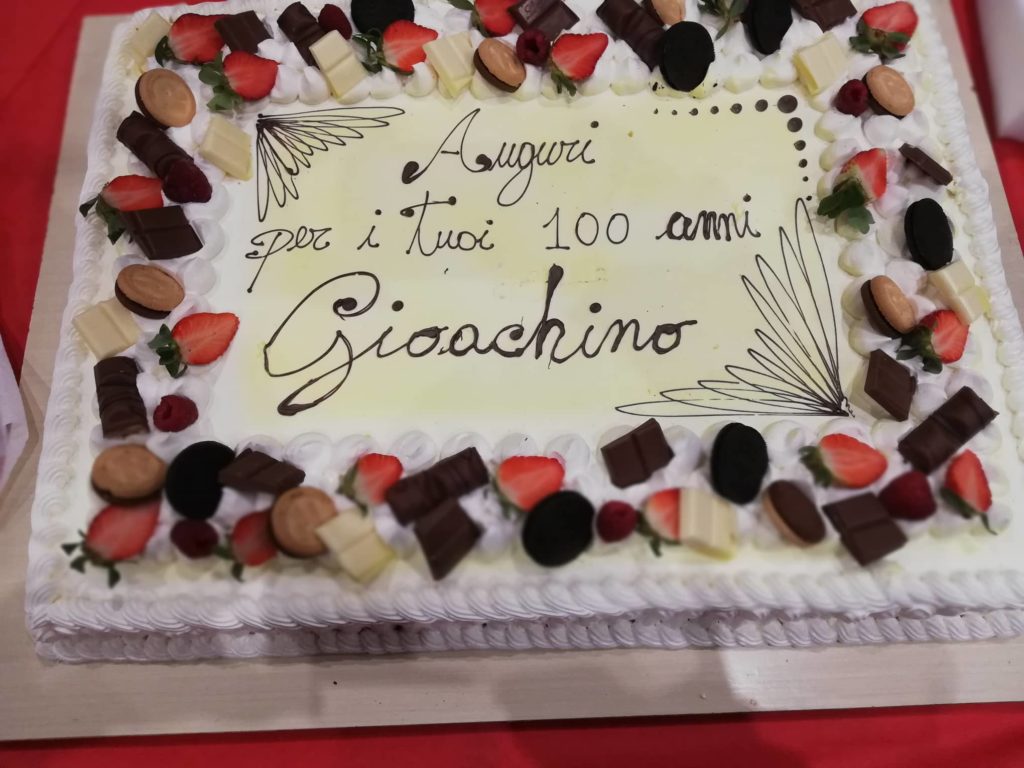 Auguri
per i tuoi 100 anni
Gioachino